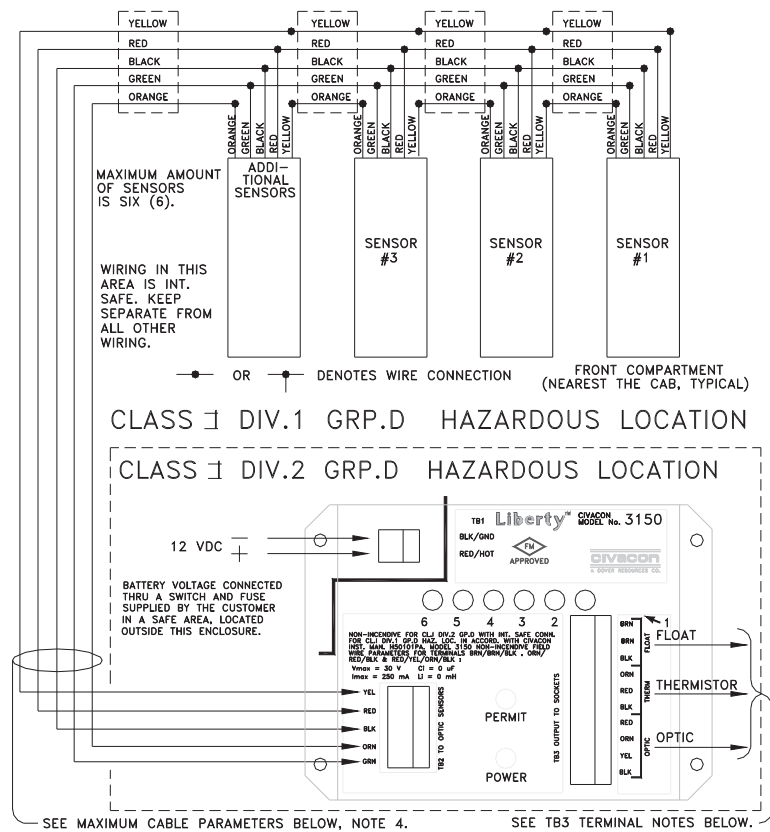 YELLOW YELLOW YELLOW YELLOW
RED RED RED RED
BLACK BLACK BLACK BLACK
GREEN GREEN GREEN GREEN
ORANGE ORANGE ORANGE ORANGE
ORANGE GREEN BLACK RED YELLOW
ORANGE GREEN BLACK RED YELLOW
ORANGE GREEN BLACK RED YELLOW
ORANGE GREEN BLACK RED YELLOW
MAXIMUM AMOUNT
OF SENSORS
IS SIX (6).
ADDI-
TIONAL
SENSORS
SENSOR
#3
SENSOR
#2
SENSOR
#1
WIRING IN THIS
AREA IS INT.
SAFE. KEEP
SEPARATE FROM
ALL OTHER
WIRING.
OR DENOTES WIRE CONNECTION
FRONT COMPARTMENT
(NEAREST THE CAB, TYPICAL)
CLASS I DIV.1 GRP.D HAZARDOUS LOCATION
CLASS I DIV.2 GRP.D HAZARDOUS LOCATION
12 VDC
BATTERY VOLTAGE CONNECTED
THRU A SWITCH AND FUSE
SUPPLIED BY THE CUSTOMER
IN A SAFE AREA, LOCATED
OUTSIDE THIS ENCLOSURE.
TB1 Liberty™ CIVACON
MODEL No. 3150
BLK/GND
RED/HOT
FM
APPROVED
CIVACON
A DOVER RESOURCES CO.
6 5 4 3 2 1
NON-INCENDIVE FOR CL.I DIV.2 GP.D WITH INT. SAFE CONN.
FOR CL.I DIV.1 GP.D HAZ. LOC. IN ACCORD. WITH CIVACON
INST. MAN. H50101PA. MODEL 3150 NON-INCENDIVE FIELD
WIRE PARAMETERS FOR TERMINALS BRN/BRN/BLK , ORN/
RED/BLK & RED/YEL/ORN/BLK :
Vmax = 30 V Ci = 0 uF
Imax = 250 mA Li = 0 mH
YEL
RED
BLK
ORN
GRN
TB2 TO OPTIC SENSORS
PERMIT
POWER
TB3 OUTPUT TO SOCKETS
BRN
BRN
BLK
FLOAT
FLOAT
ORN
RED
BLK
THERM
THERMISTOR
RED
ORN
YEL
BLK
OPTIC
OPTIC
SEE MAXIMUM CABLE PARAMETERS BELOW, NOTE 4.
SEE TB3 TERMINAL NOTES BELOW.